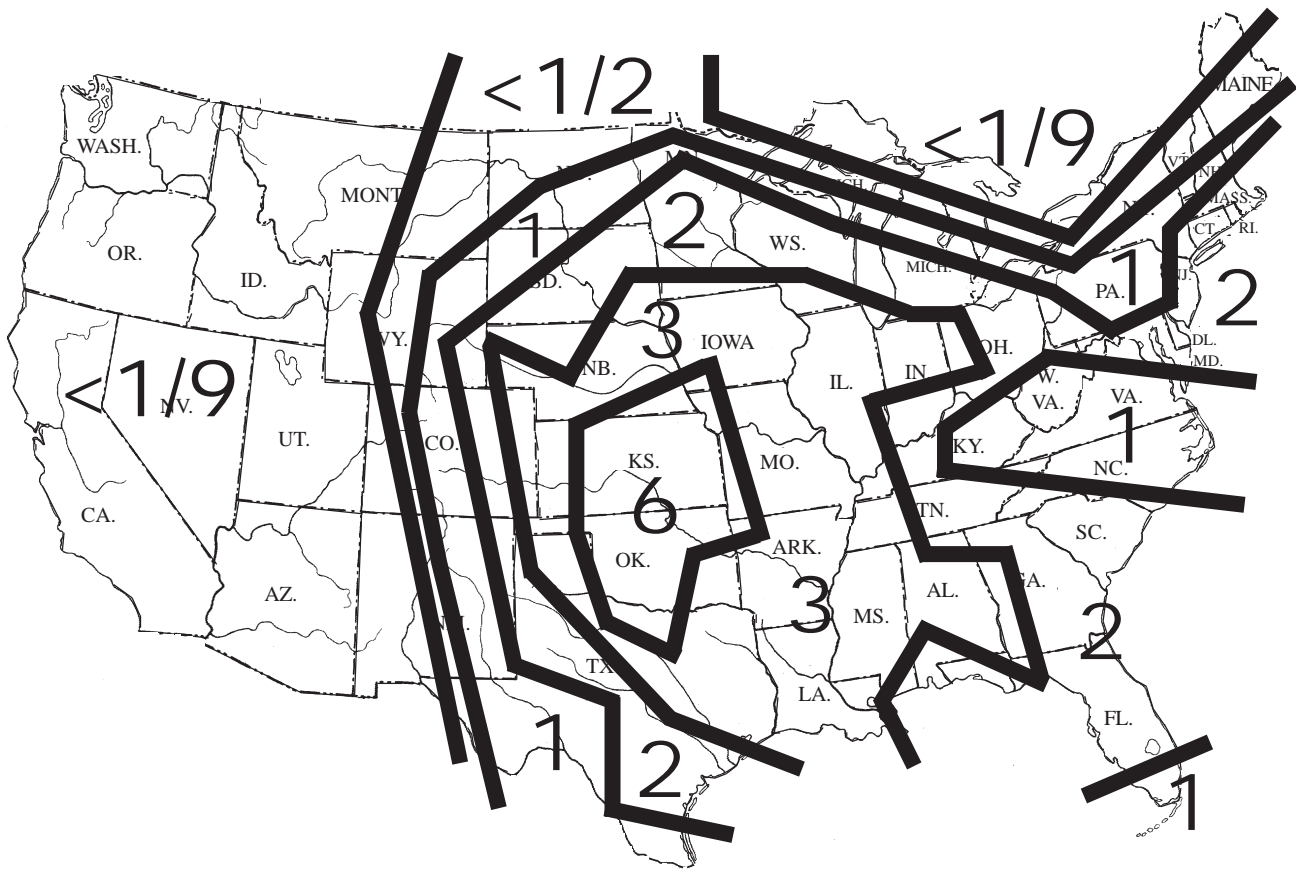 < 1/2
< 1/9
MAINE
WASH.
MONT
VT.
NH.
MASS.
CT.
RI.
OR.
ID.
1
2
WS.
MICH.
SD.
PA.
1
NJ.
2
WY.
3
NB.
IOWA
IL.
IN
OH.
DL.
MD.
< 1/9
NV.
UT.
CO.
KS.
6
MO.
KY.
W.
VA.
VA.
1
NC.
CA.
AZ.
OK.
ARK.
3
TN.
SC.
MS.
AL.
GA.
2
TX
LA.
FL.
1
2
1